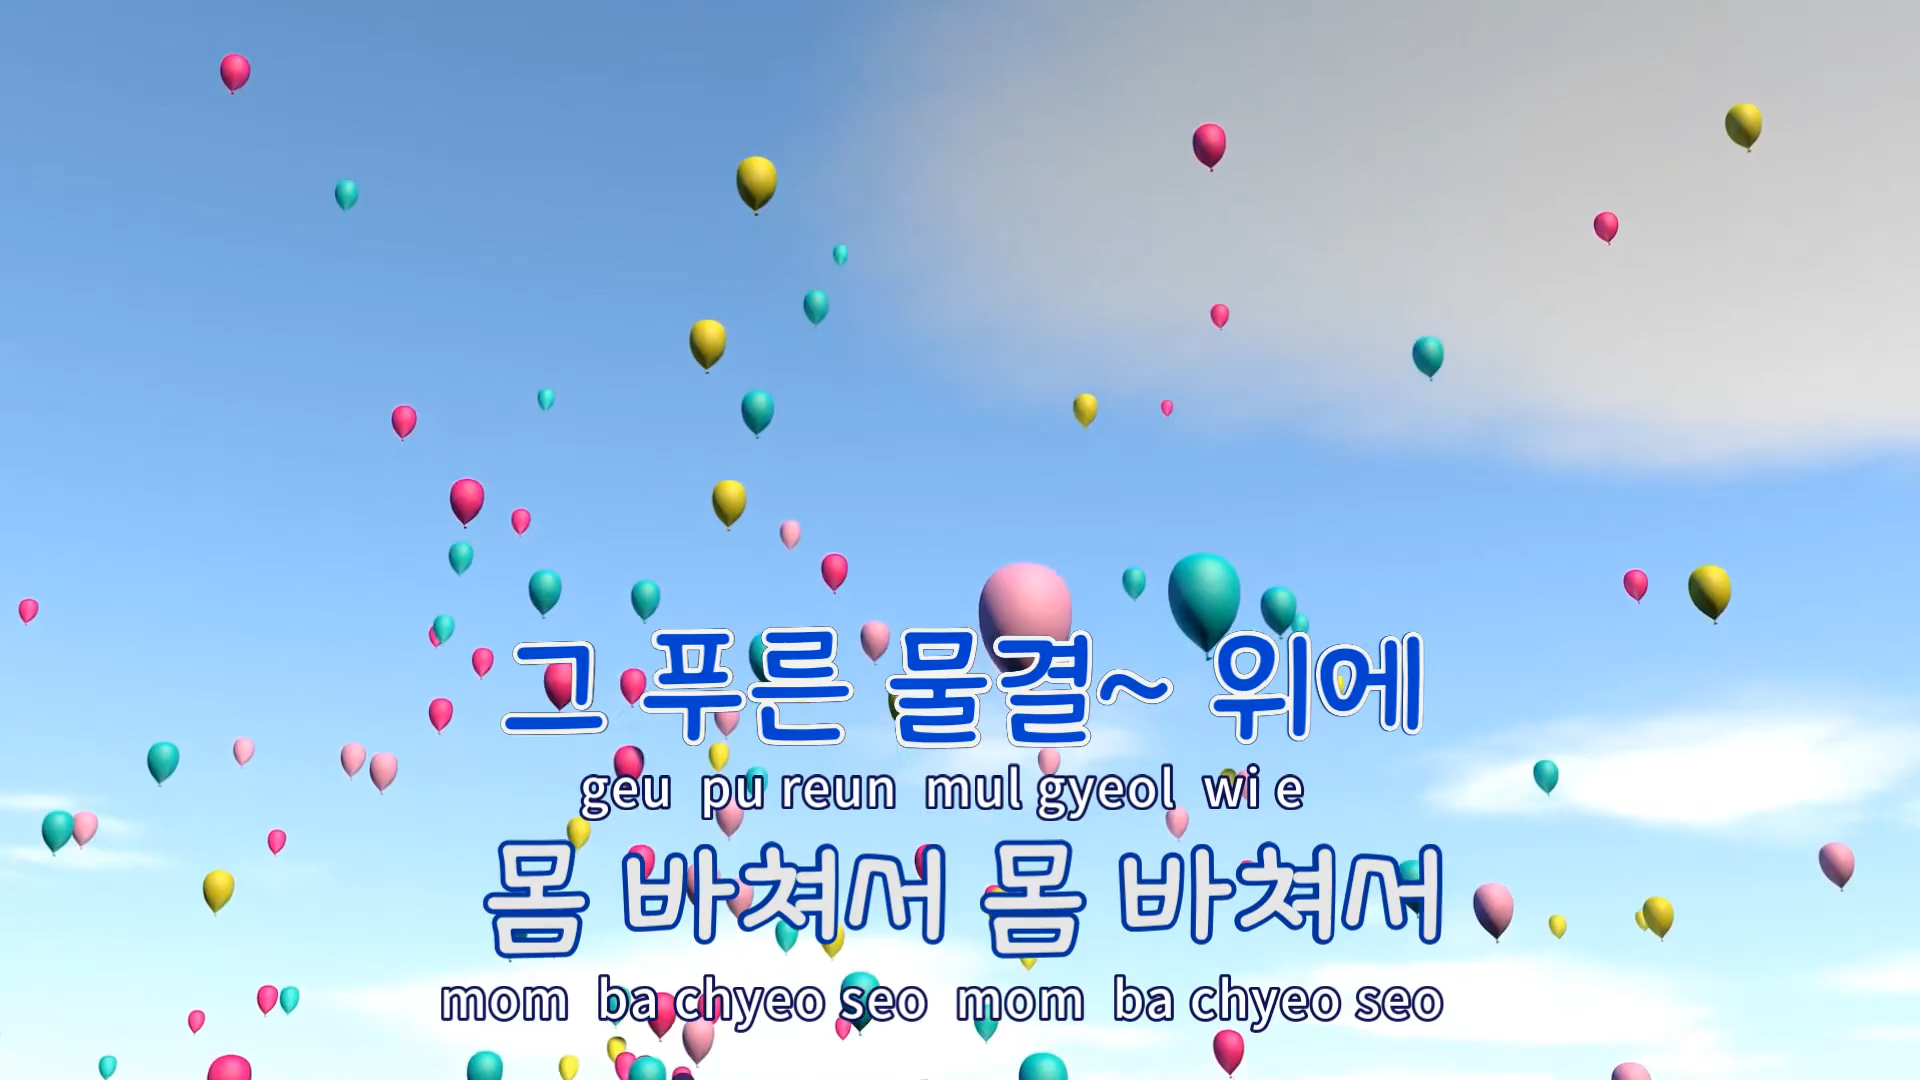 그 푸른 물결~ 위에
geu pu reun mul gyeol wi e
몸 바쳐서 몸 바쳐서
mom ba chyeo seo mom ba chyeo seo